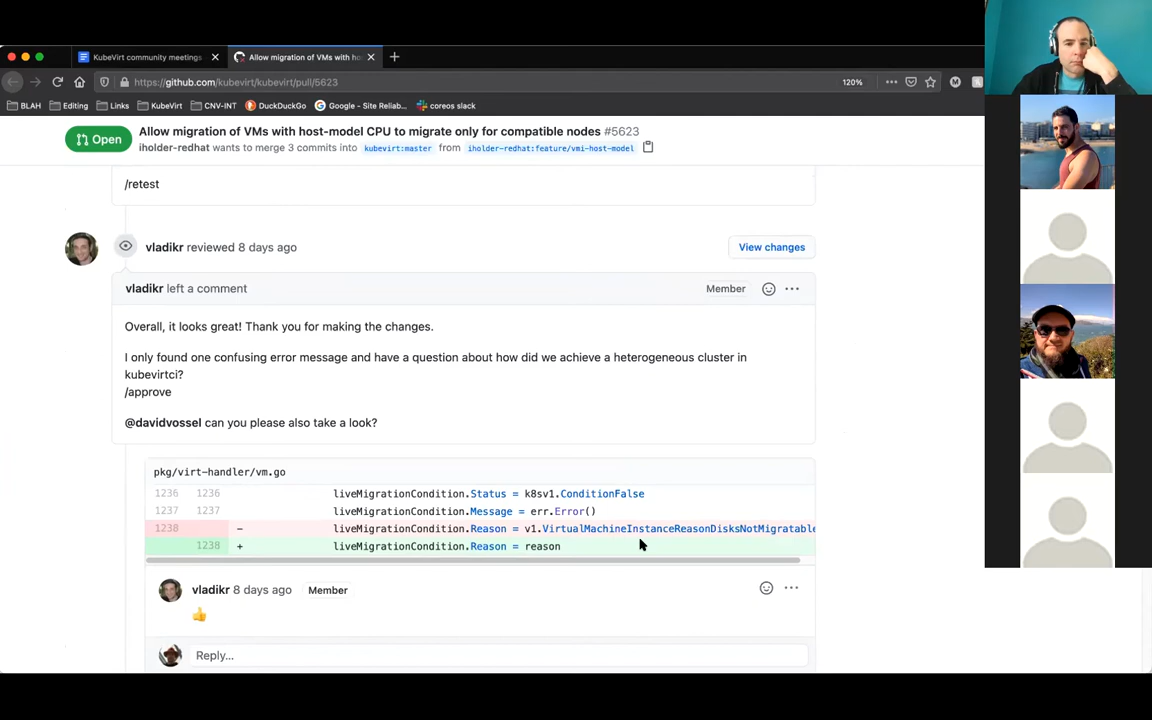 KubeVirt community meetings
Allow migration of VMs with ho
https://github.com/kubevirt/kubevirt/pull/5623
120%
BLAH
Editing
Links
KubeVirt
CNV-INT
DuckDuckGo
Google - Site Reliab...
coreos slack
Open
Allow migration of VMs with host-model CPU to migrate only for compatible nodes #5623
iholder-redhat wants to merge 3 commits into kubevirt:master from iholder-redhat:feature/vmi-host-model
/retest
vladikr reviewed 8 days ago
View changes
vladikr left a comment
Member
Overall, it looks great! Thank you for making the changes.
I only found one confusing error message and have a question about how did we achieve a heterogeneous cluster in
kubevirtci?
/approve
@davidvossel can you please also take a look?
pkg/virt-handler/vm.go
1236 1236 liveMigrationCondition.Status = k8sv1.ConditionFalse
1237 1237 liveMigrationCondition.Message = err.Error()
1238 - liveMigrationCondition.Reason = v1.VirtualMachineInstanceReasonDisksNotMigratable
1238 + liveMigrationCondition.Reason = reason
vladikr 8 days ago Member
Reply...